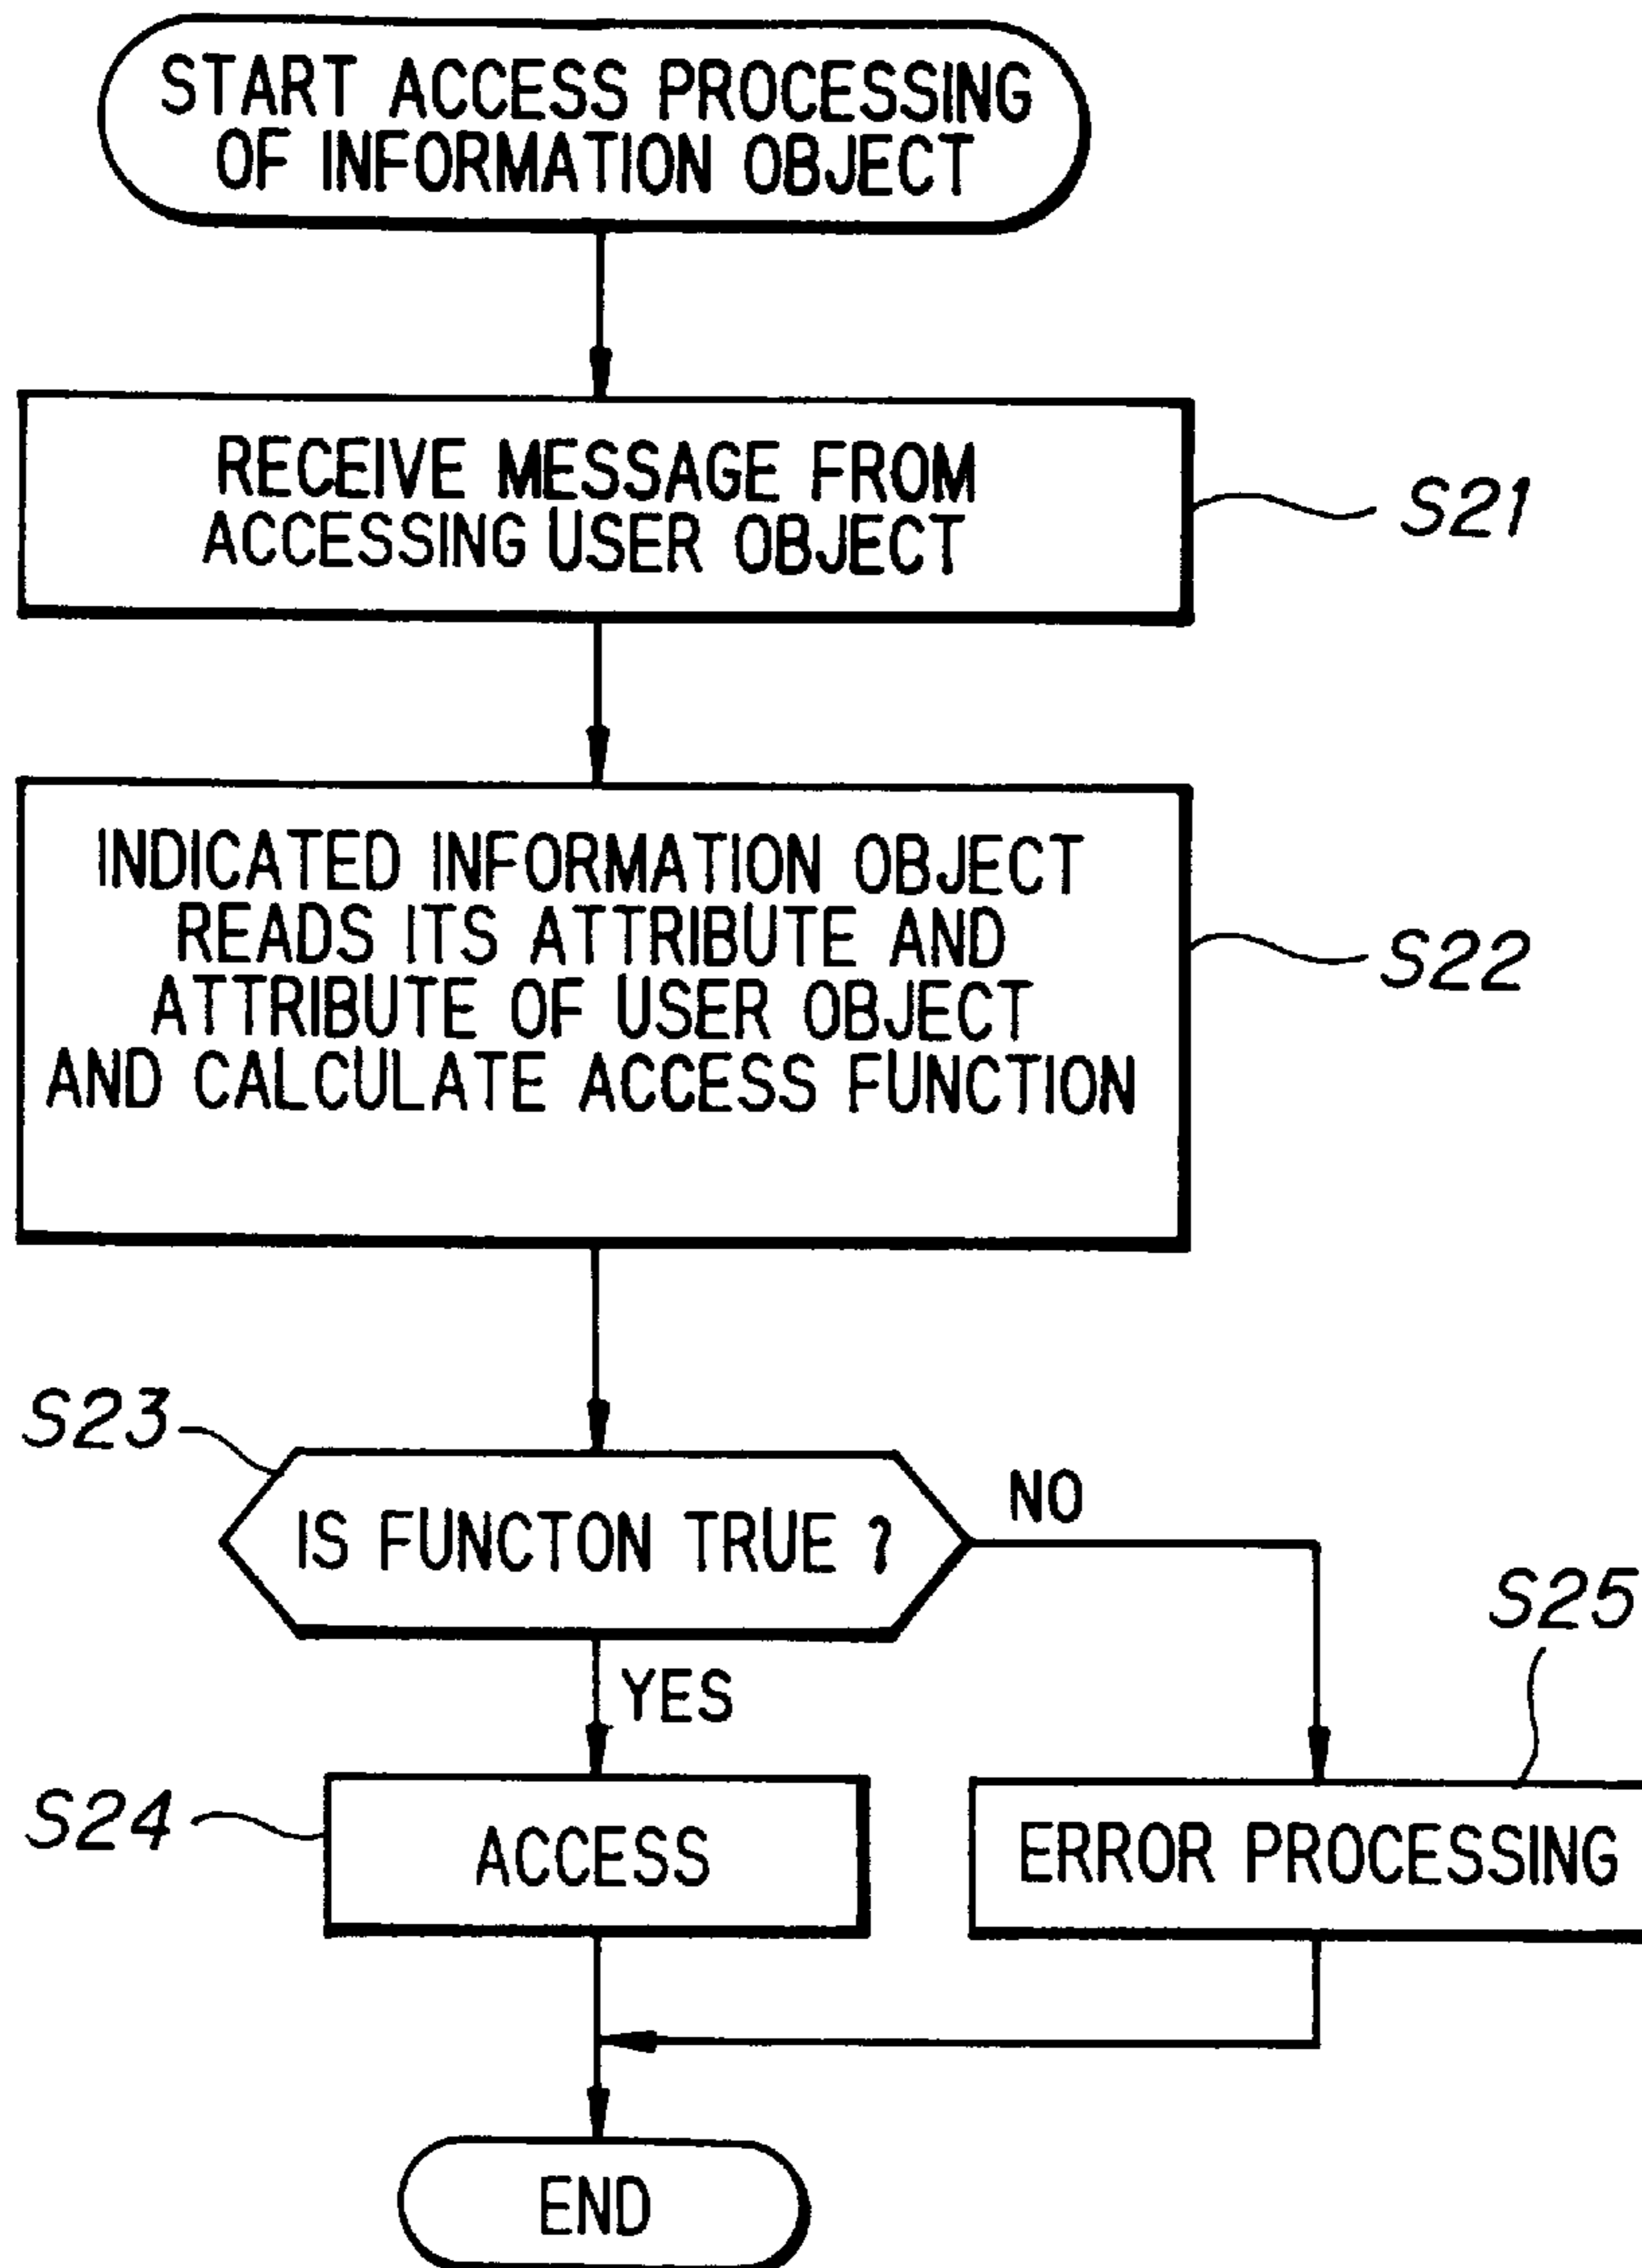 START ACCESS PROCESSING
OF INFORMATION OBJECT
RECEIVE MESSAGE FROM
ACCESSING USER OBJECT
S21
INDICATED INFORMATION OBJECT
READS ITS ATTRIBUTE AND
ATTRIBUTE OF USER OBJECT
AND CALCULATE ACCESS FUNCTION
S22
S23
IS FUNCTON TRUE ?
NO
YES
S25
S24
ACCESS
ERROR PROCESSING
END